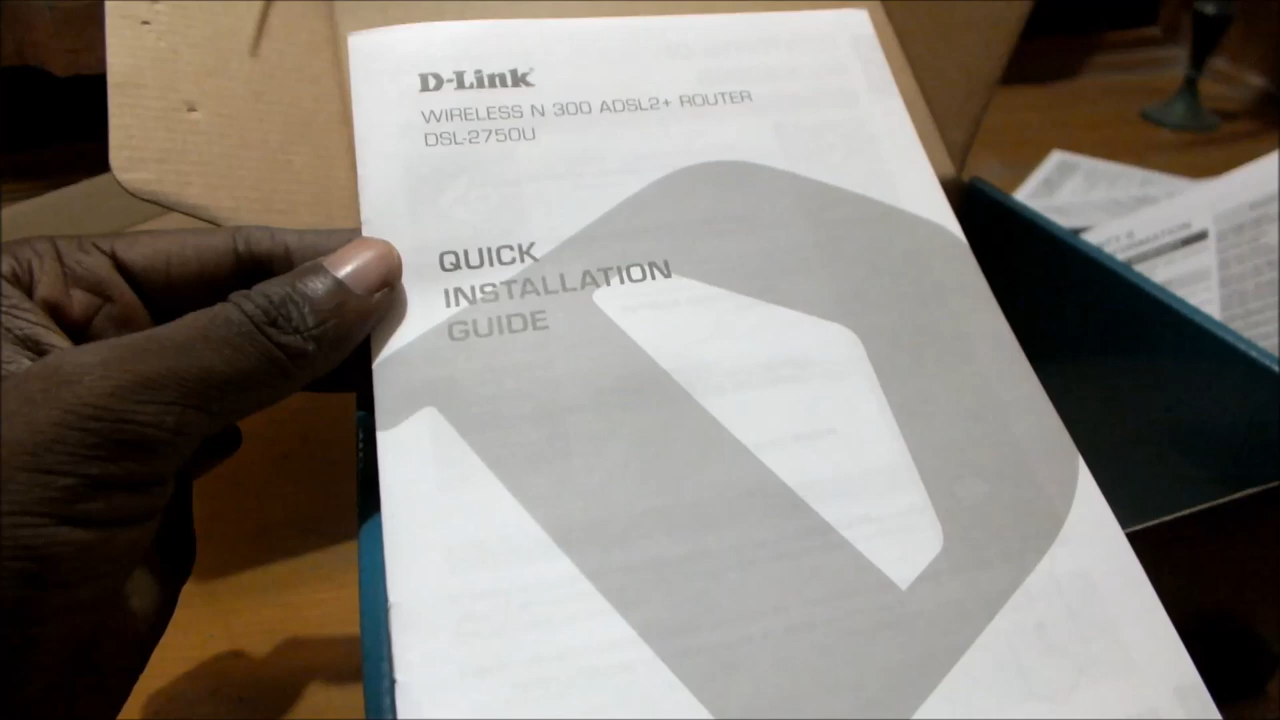 D-Link
WIRELESS N 300 ADSL2+ ROUTER
DSL-2750U
QUICK
INSTALLATION
GUIDE